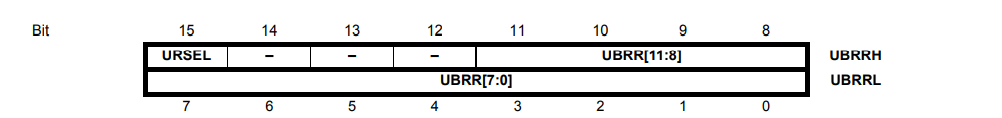 Bit 15 14 13 12 11 10 9 8
URSEL – – – UBRR[11:8] UBRRH
UBRR[7:0] UBRRL
7 6 5 4 3 2 1 0